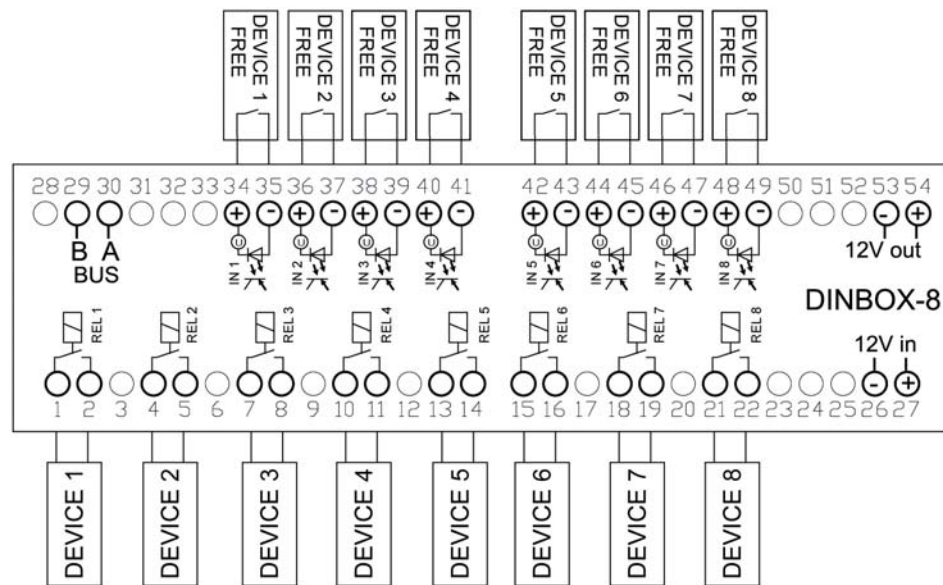 DEVICE 1 FREE
DEVICE 2 FREE
DEVICE 3 FREE
DEVICE 4 FREE
DEVICE 5 FREE
DEVICE 6 FREE
DEVICE 7 FREE
DEVICE 8 FREE
28 29 30 31 32 33 34 35 36 37 38 39 40 41 42 43 44 45 46 47 48 49 50 51 52 53 54
+ - + - + - + - + - + - + - + - - +
B A
BUS
C C C C C C C C
IN 1 IN 2 IN 3 IN 4 IN 5 IN 6 IN 7 IN 8
12V out
DINBOX-8
REL 1 REL 2 REL 3 REL 4 REL 5 REL 6 REL 7 REL 8
12V in
- +
1 2 3 4 5 6 7 8 9 10 11 12 13 14 15 16 17 18 19 20 21 22 23 24 25 26 27
DEVICE 1
DEVICE 2
DEVICE 3
DEVICE 4
DEVICE 5
DEVICE 6
DEVICE 7
DEVICE 8